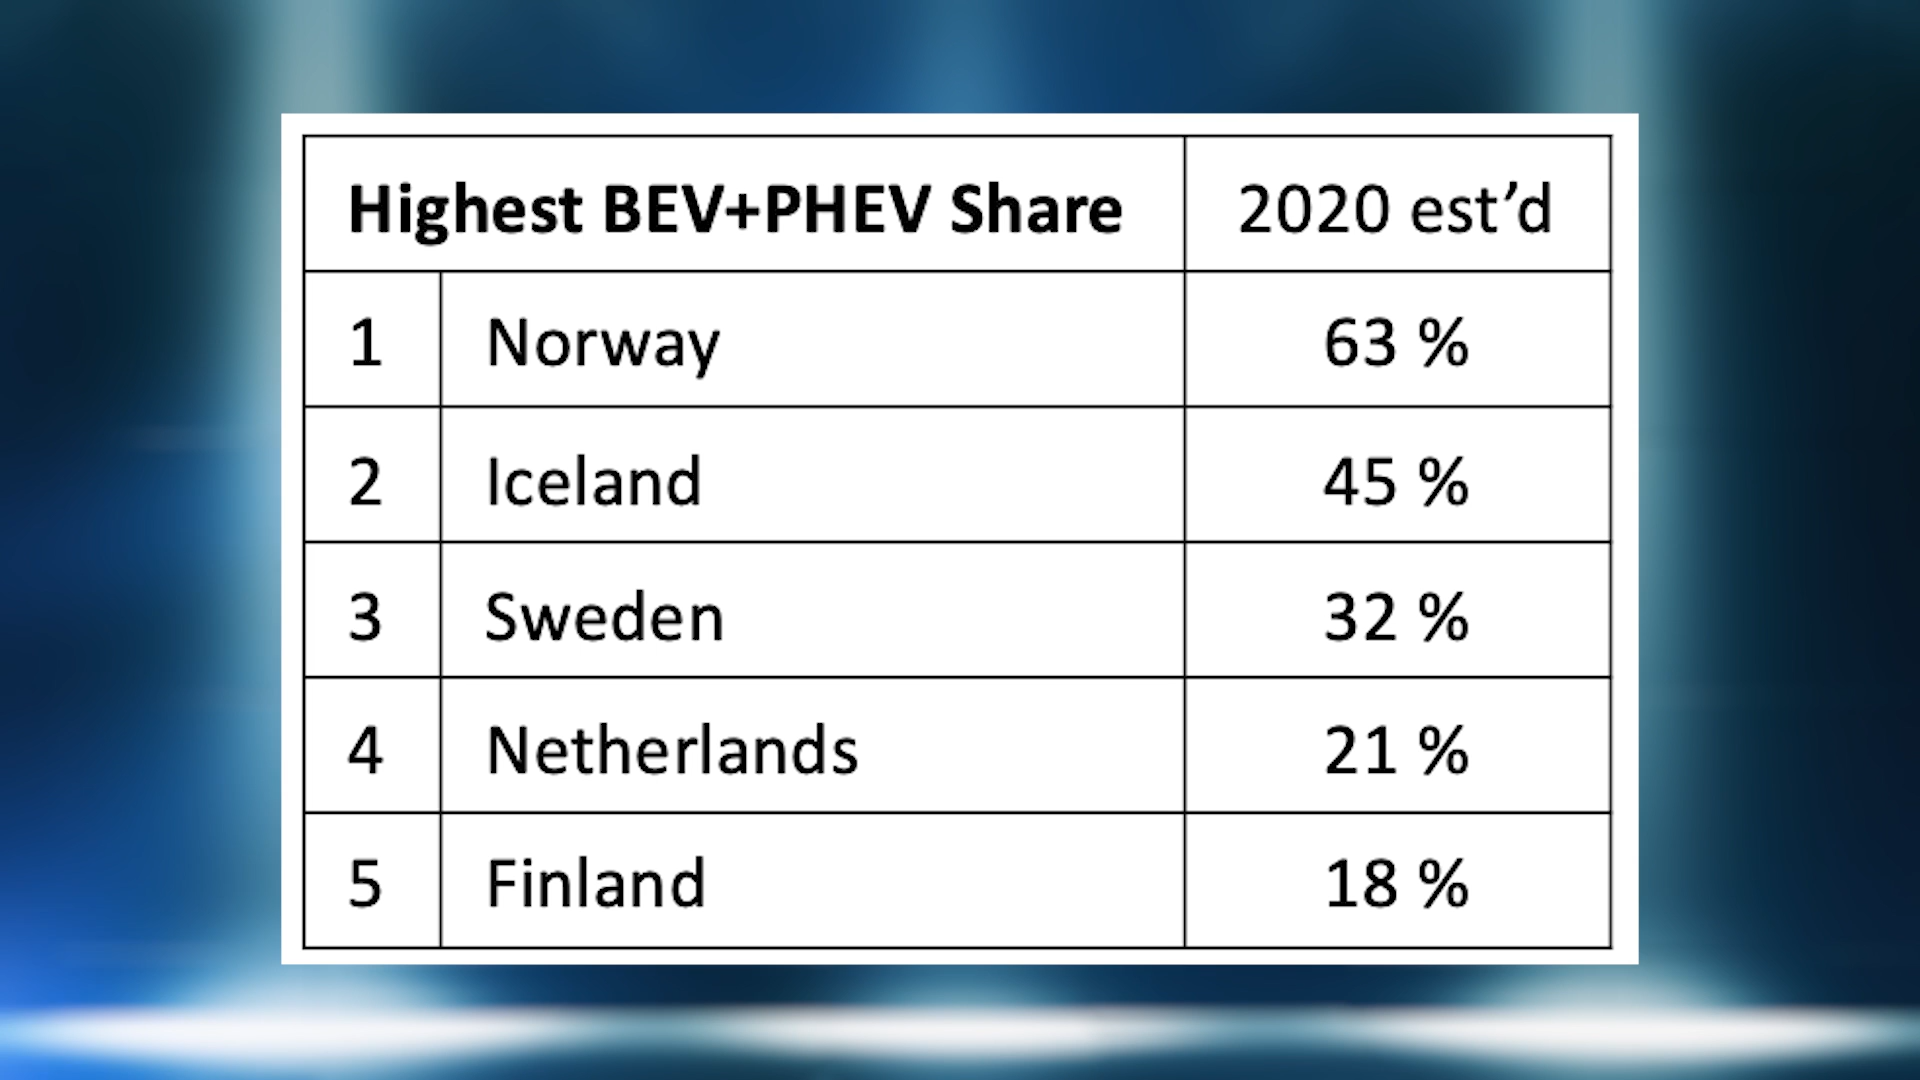 Highest BEV+PHEV Share 2020 est’d
1 Norway 63 %
2 Iceland 45 %
3 Sweden 32 %
4 Netherlands 21 %
5 Finland 18 %